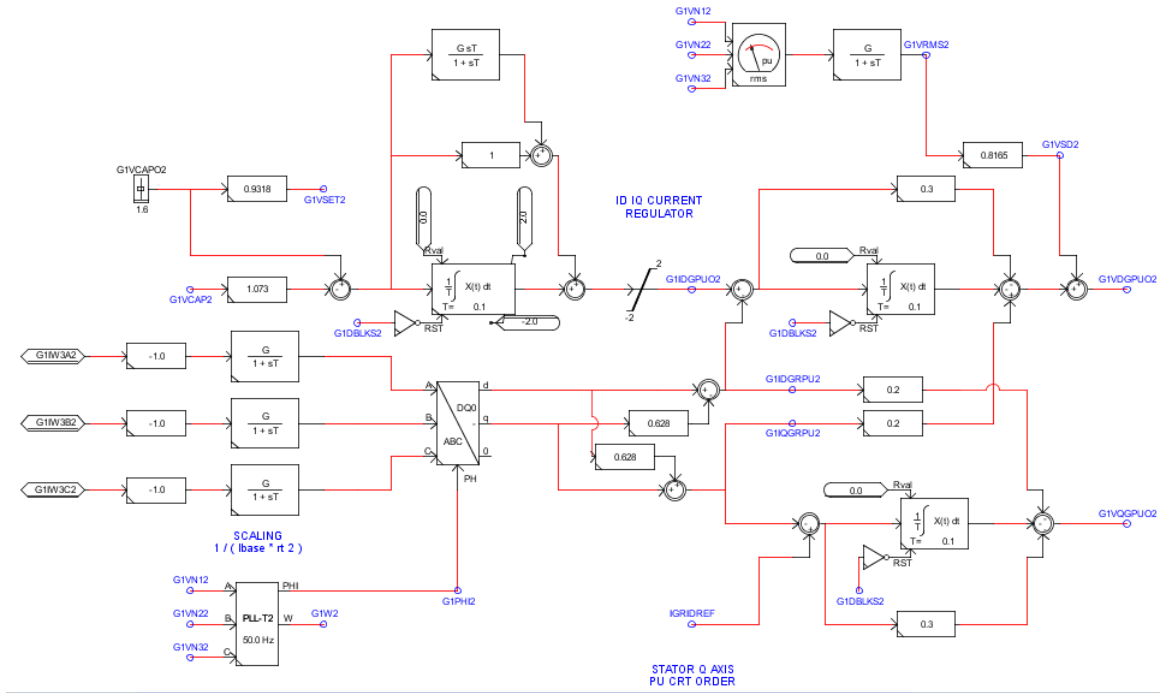 G1VN12
G1VN22
G1VN32
pu
rms
G
1 + sT
G1VRMS2
G sT
1 + sT
1
0.8165
G1VSD2
G1VCAPO2
1.6
0.9318
G1VSET2
0.0
2.0
ID IQ CURRENT
REGULATOR
0.3
Rval
1
T
X(t) dt
T=
0.1
RST
-2.0
2
-2
G1VCAP2
1.073
G1DBLKS2
G1IDGPUO2
0.0
Rval
1
T
X(t) dt
T=
0.1
RST
G1DBLKS2
G1VDGPUO2
G1IW3A2
-1.0
G
1 + sT
G1IW3B2
-1.0
G
1 + sT
G1IW3C2
-1.0
G
1 + sT
A
B
C
DQ0
ABC
d
q
0
PH
0.628
0.628
G1IDGRPU2
0.2
G1IQGRPU2
0.2
SCALING
1 / ( Ibase * rt 2 )
0.0
Rval
1
T
X(t) dt
T=
0.1
RST
G1DBLKS2
G1VQGPUO2
G1VN12
G1VN22
G1VN32
A
B
C
PLL-T2
50.0 Hz
PHI
W
G1W2
G1PHI2
IGRIDREF
0.3
STATOR Q AXIS
PU CRT ORDER